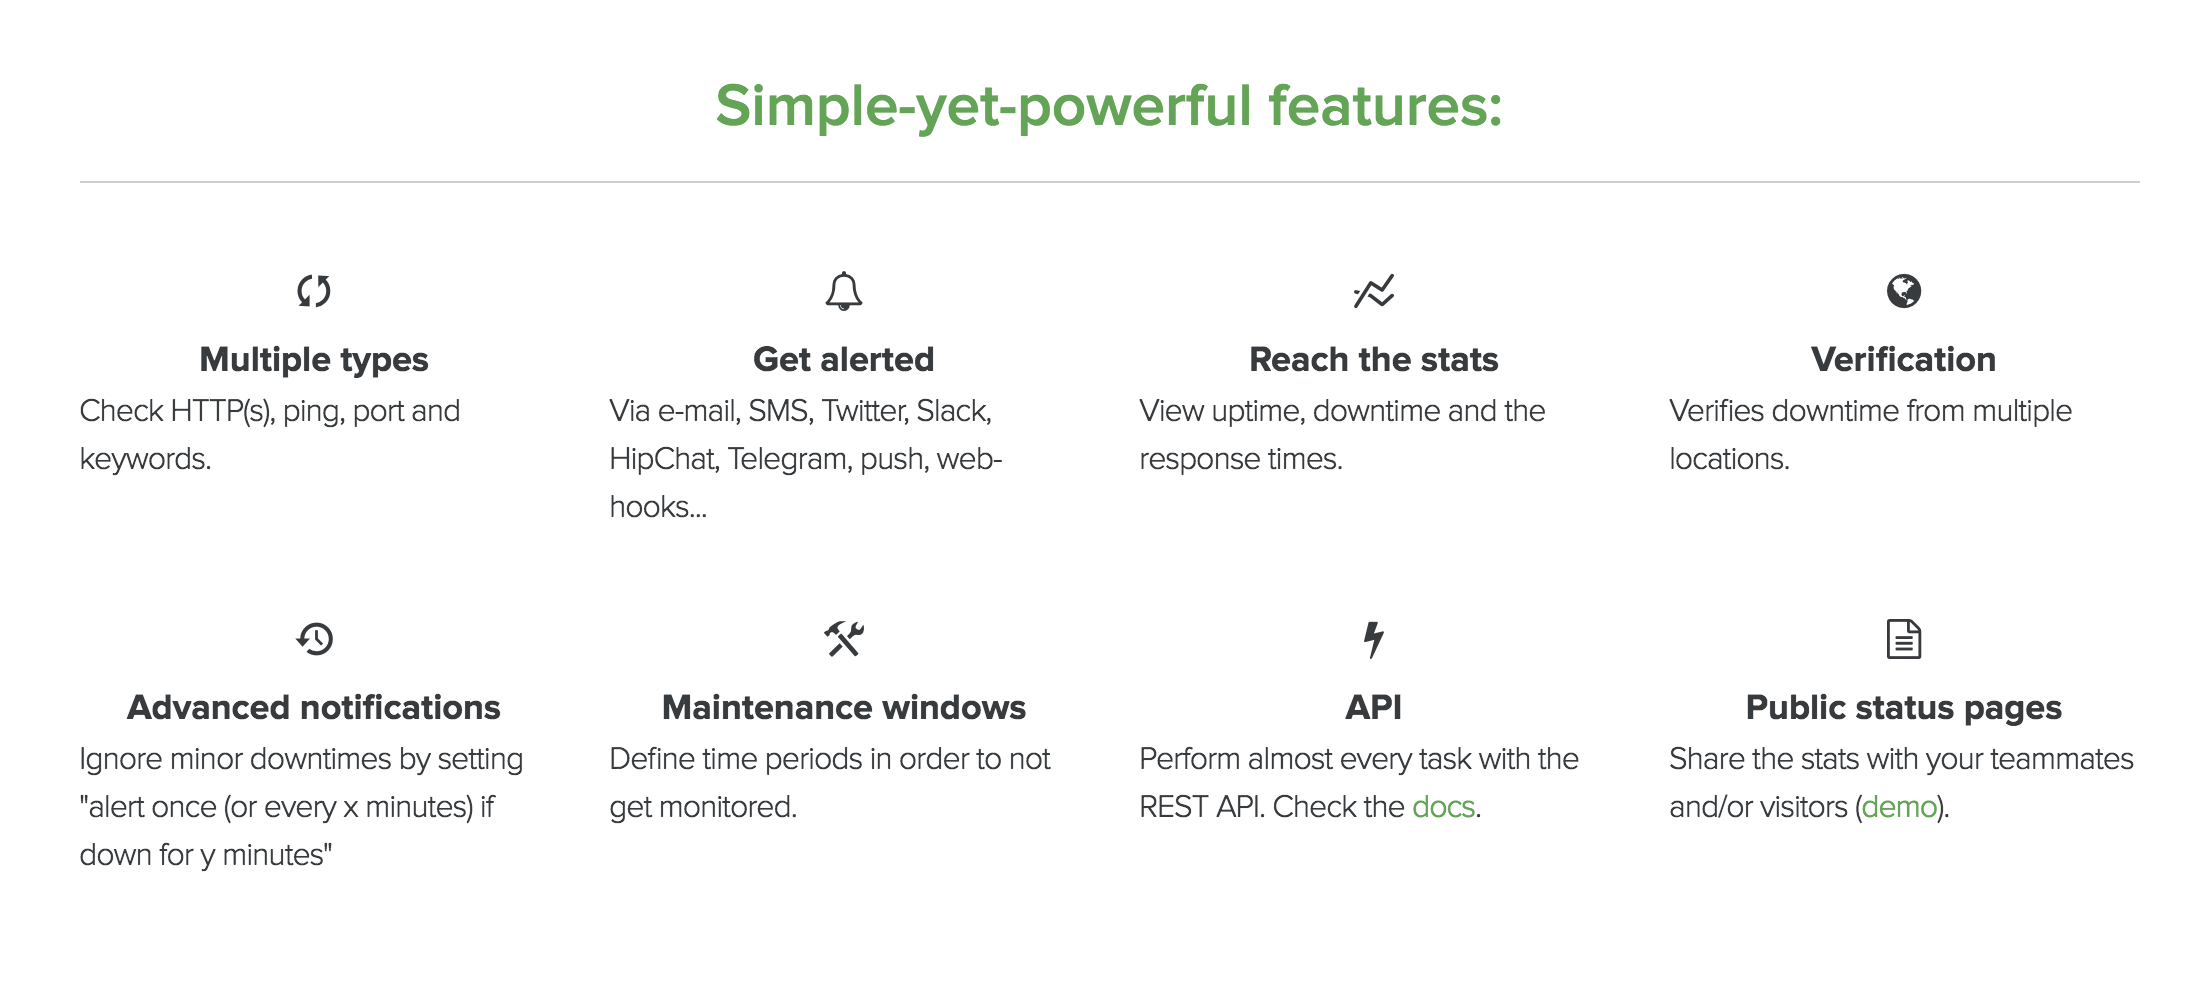 Simple-yet-powerful features:
Multiple types
Check HTTP(s), ping, port and
keywords.
Get alerted
Via e-mail, SMS, Twitter, Slack,
HipChat, Telegram, push, web-
hooks...
Reach the stats
View uptime, downtime and the
response times.
Verification
Verifies downtime from multiple
locations.
Advanced notifications
Ignore minor downtimes by setting
"alert once (or every x minutes) if
down for y minutes"
Maintenance windows
Define time periods in order to not
get monitored.
API
Perform almost every task with the
REST API. Check the docs.
Public status pages
Share the stats with your teammates
and/or visitors (demo).